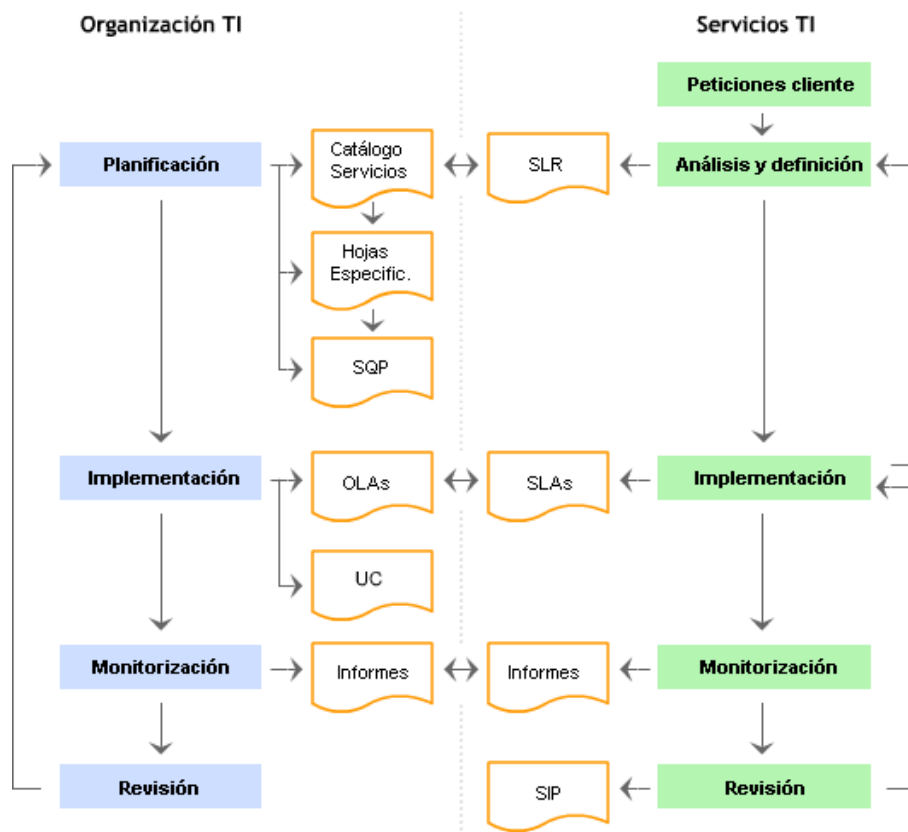 Organización TI
Servicios TI
Peticiones cliente
Planificación
Catálogo
Servicios
SLR
Análisis y definición
Hojas
Especific.
SQP
Implementación
OLAs
SLAs
Implementación
UC
Monitorización
Informes
Informes
Monitorización
Revisión
SIP
Revisión